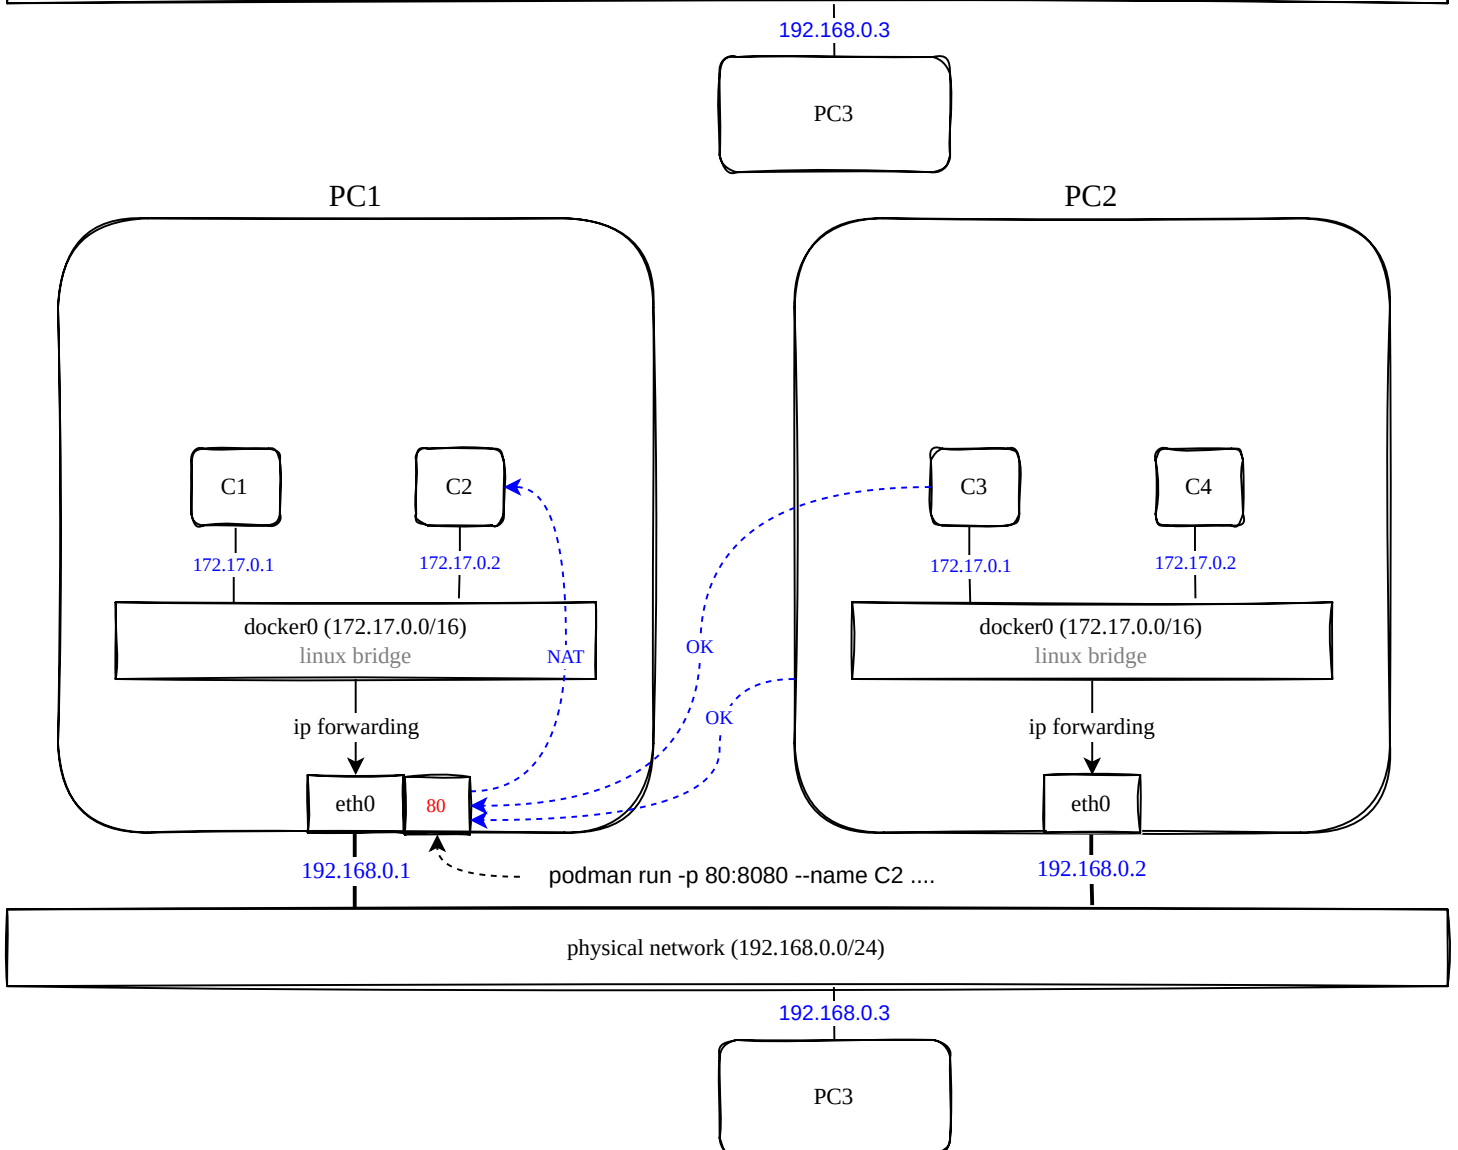 192.168.0.3
PC3
PC1
PC2
C1
C2
C3
C4
172.17.0.1
172.17.0.2
172.17.0.1
172.17.0.2
docker0 (172.17.0.0/16)
linux bridge
NAT
OK
docker0 (172.17.0.0/16)
linux bridge
OK
ip forwarding
ip forwarding
eth0
80
eth0
192.168.0.1
podman run -p 80:8080 --name C2 ....
192.168.0.2
physical network (192.168.0.0/24)
192.168.0.3
PC3